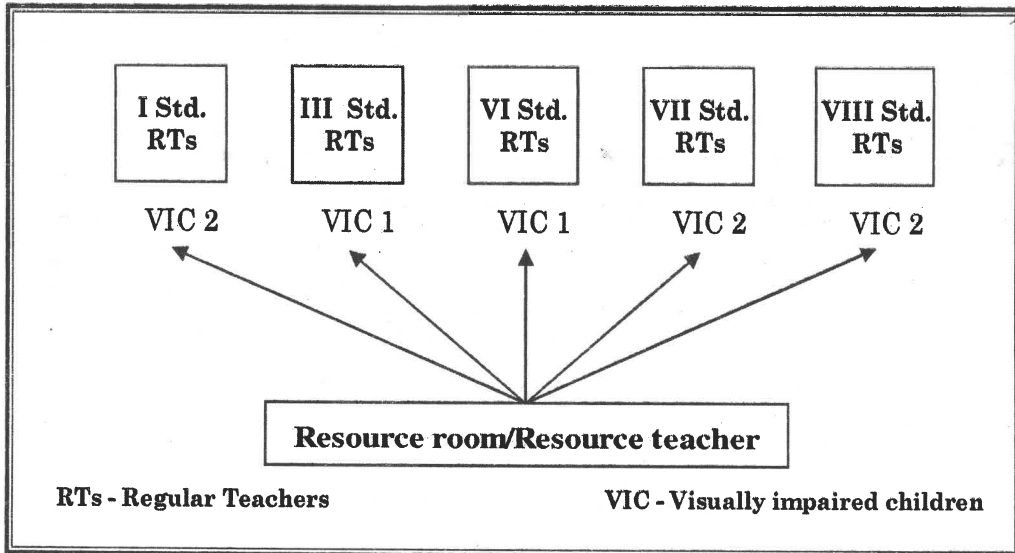 I Std.
RTs
III Std.
RTs
VI Std.
RTs
VII Std.
RTs
VIII Std.
RTs
VIC 2
VIC 1
VIC 1
VIC 2
VIC 2
Resource room/Resource teacher
RTs - Regular Teachers
VIC - Visually impaired children